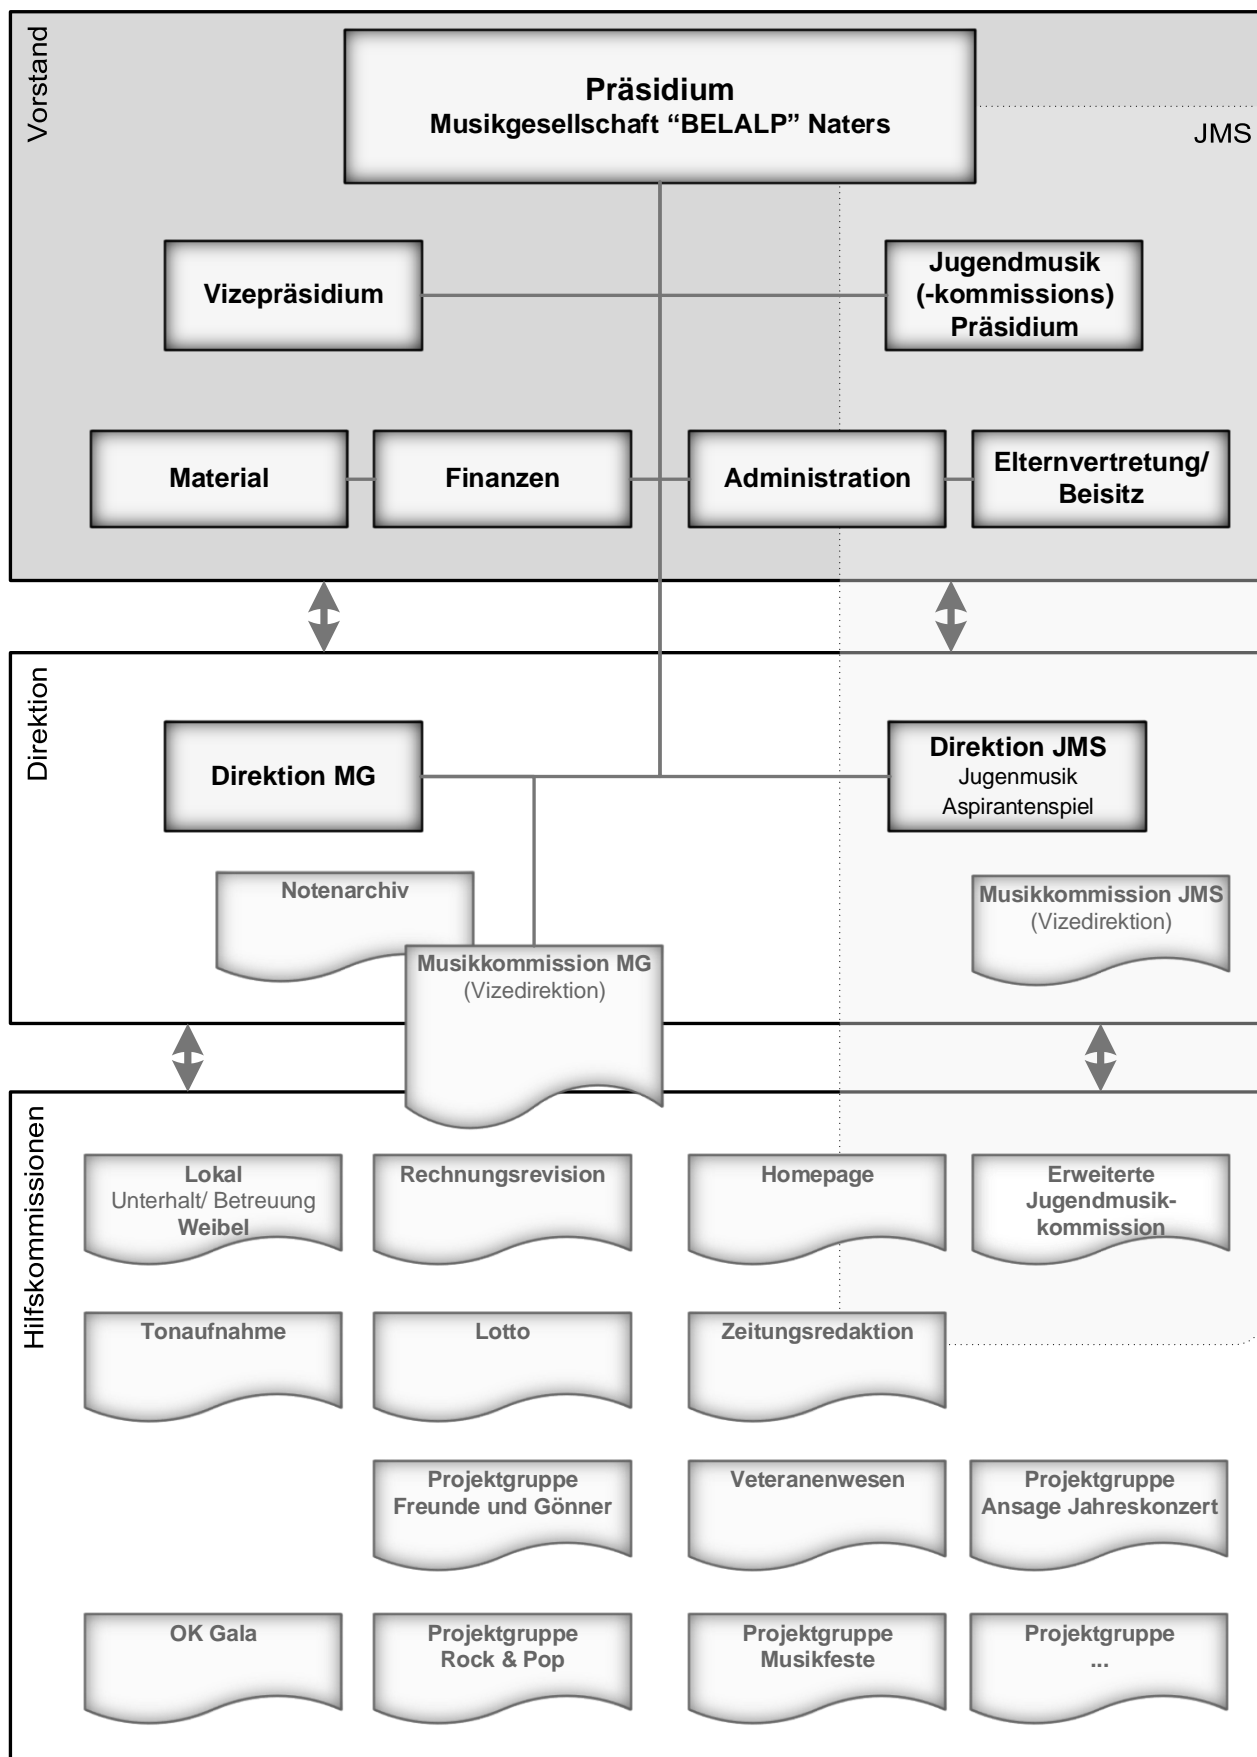 Vorstand
Präsidium
Musikgesellschaft “BELALP” Naters
JMS
Vizepräsidium
Jugendmusik
(-kommissions)
Präsidium
Material
Finanzen
Administration
Elternvertretung/
Beisitz
Direktion
Direktion MG
Direktion JMS
Jugenmusik
Aspirantenspiel
Notenarchiv
Musikkommission MG
(Vizedirektion)
Musikkommission JMS
(Vizedirektion)
Hilfskommissionen
Lokal
Unterhalt/ Betreuung
Weibel
Rechnungsrevision
Homepage
Erweiterte
Jugendmusik-
kommission
Tonaufnahme
Lotto
Zeitungsredaktion
Projektgruppe
Freunde und Gönner
Veteranenwesen
Projektgruppe
Ansage Jahreskonzert
OK Gala
Projektgruppe
Rock & Pop
Projektgruppe
Musikfeste
Projektgruppe
...